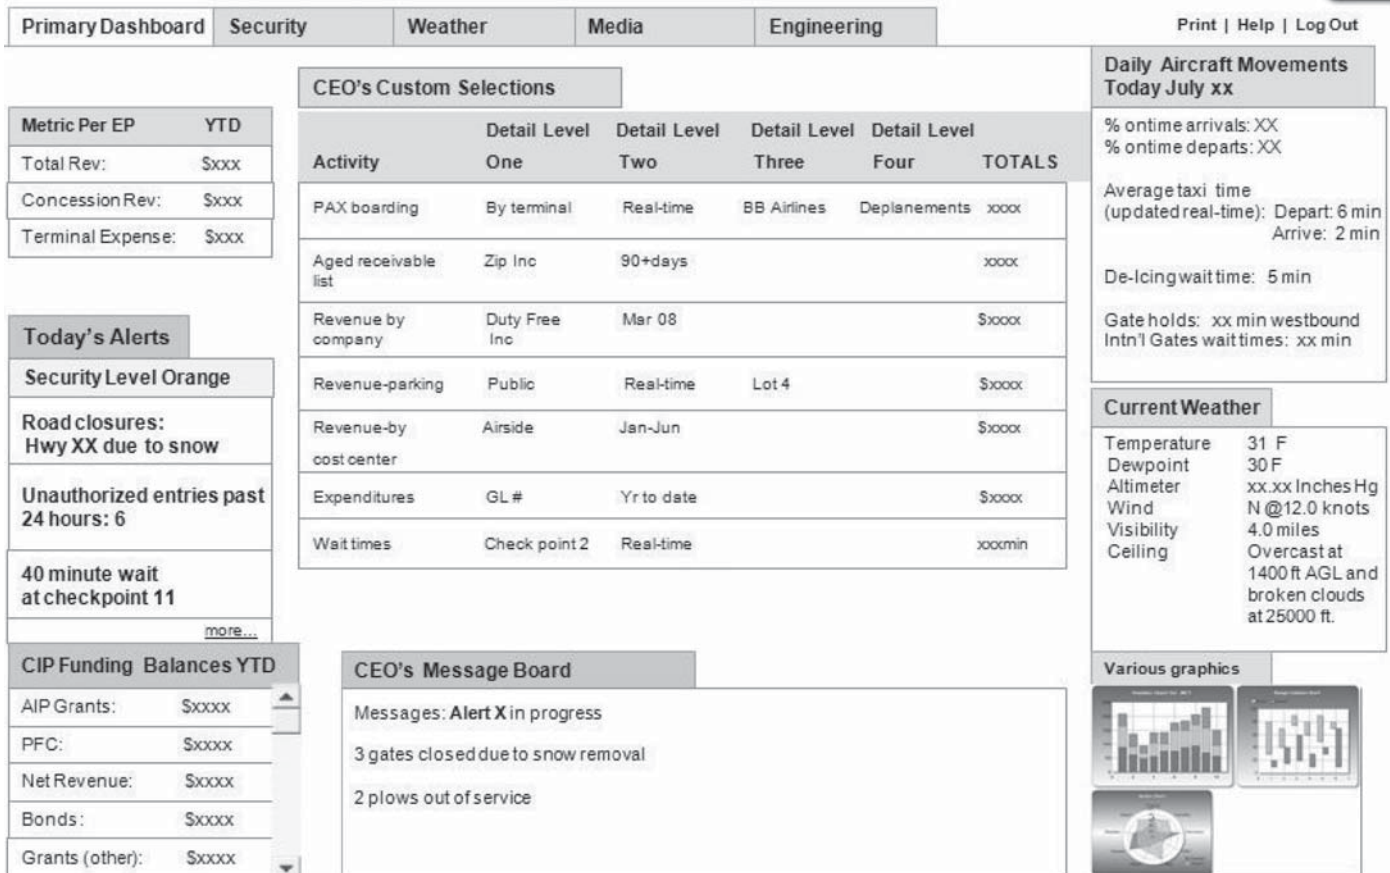 Primary Dashboard Security Weather Media Engineering
Print | Help | Log Out
Metric Per EP YTD
Total Rev: $xxx
Concession Rev: $xxx
Terminal Expense: $xxx
Today's Alerts
Security Level Orange
Road closures:
Hwy XX due to snow
Unauthorized entries past
24 hours: 6
40 minute wait
at checkpoint 11
more...
CIP Funding Balances YTD
AIP Grants: $xxxx
PFC: $xxxx
Net Revenue: $xxxx
Bonds: $xxxx
Grants (other): $xxxx
CEO's Custom Selections
Detail Level Detail Level Detail Level Detail Level
Activity One Two Three Four TOTALS
PAX boarding By terminal Real-time BB Airlines Deplanements xxxx
Aged receivable Zip Inc 90+days xxxx
list
Revenue by Duty Free Mar 08 $xxxx
company Inc
Revenue-parking Public Real-time Lot 4 $xxxx
Revenue-by Airside Jan-Jun $xxxx
cost center
Expenditures GL # Yr to date $xxxx
Wait times Check point 2 Real-time xxxmin
CEO's Message Board
Messages: Alert X in progress
3 gates closed due to snow removal
2 plows out of service
Daily Aircraft Movements
Today July xx
% ontime arrivals: XX
% ontime departs: XX
Average taxi time
(updated real-time): Depart: 6 min
Arrive: 2 min
De-Icing wait time: 5 min
Gate holds: xx min westbound
Intn'l Gates wait times: xx min
Current Weather
Temperature 31 F
Dewpoint 30 F
Altimeter xx.xx Inches Hg
Wind N @12.0 knots
Visibility 4.0 miles
Ceiling Overcast at
1400 ft AGL and
broken clouds
at 25000 ft.
Various graphics